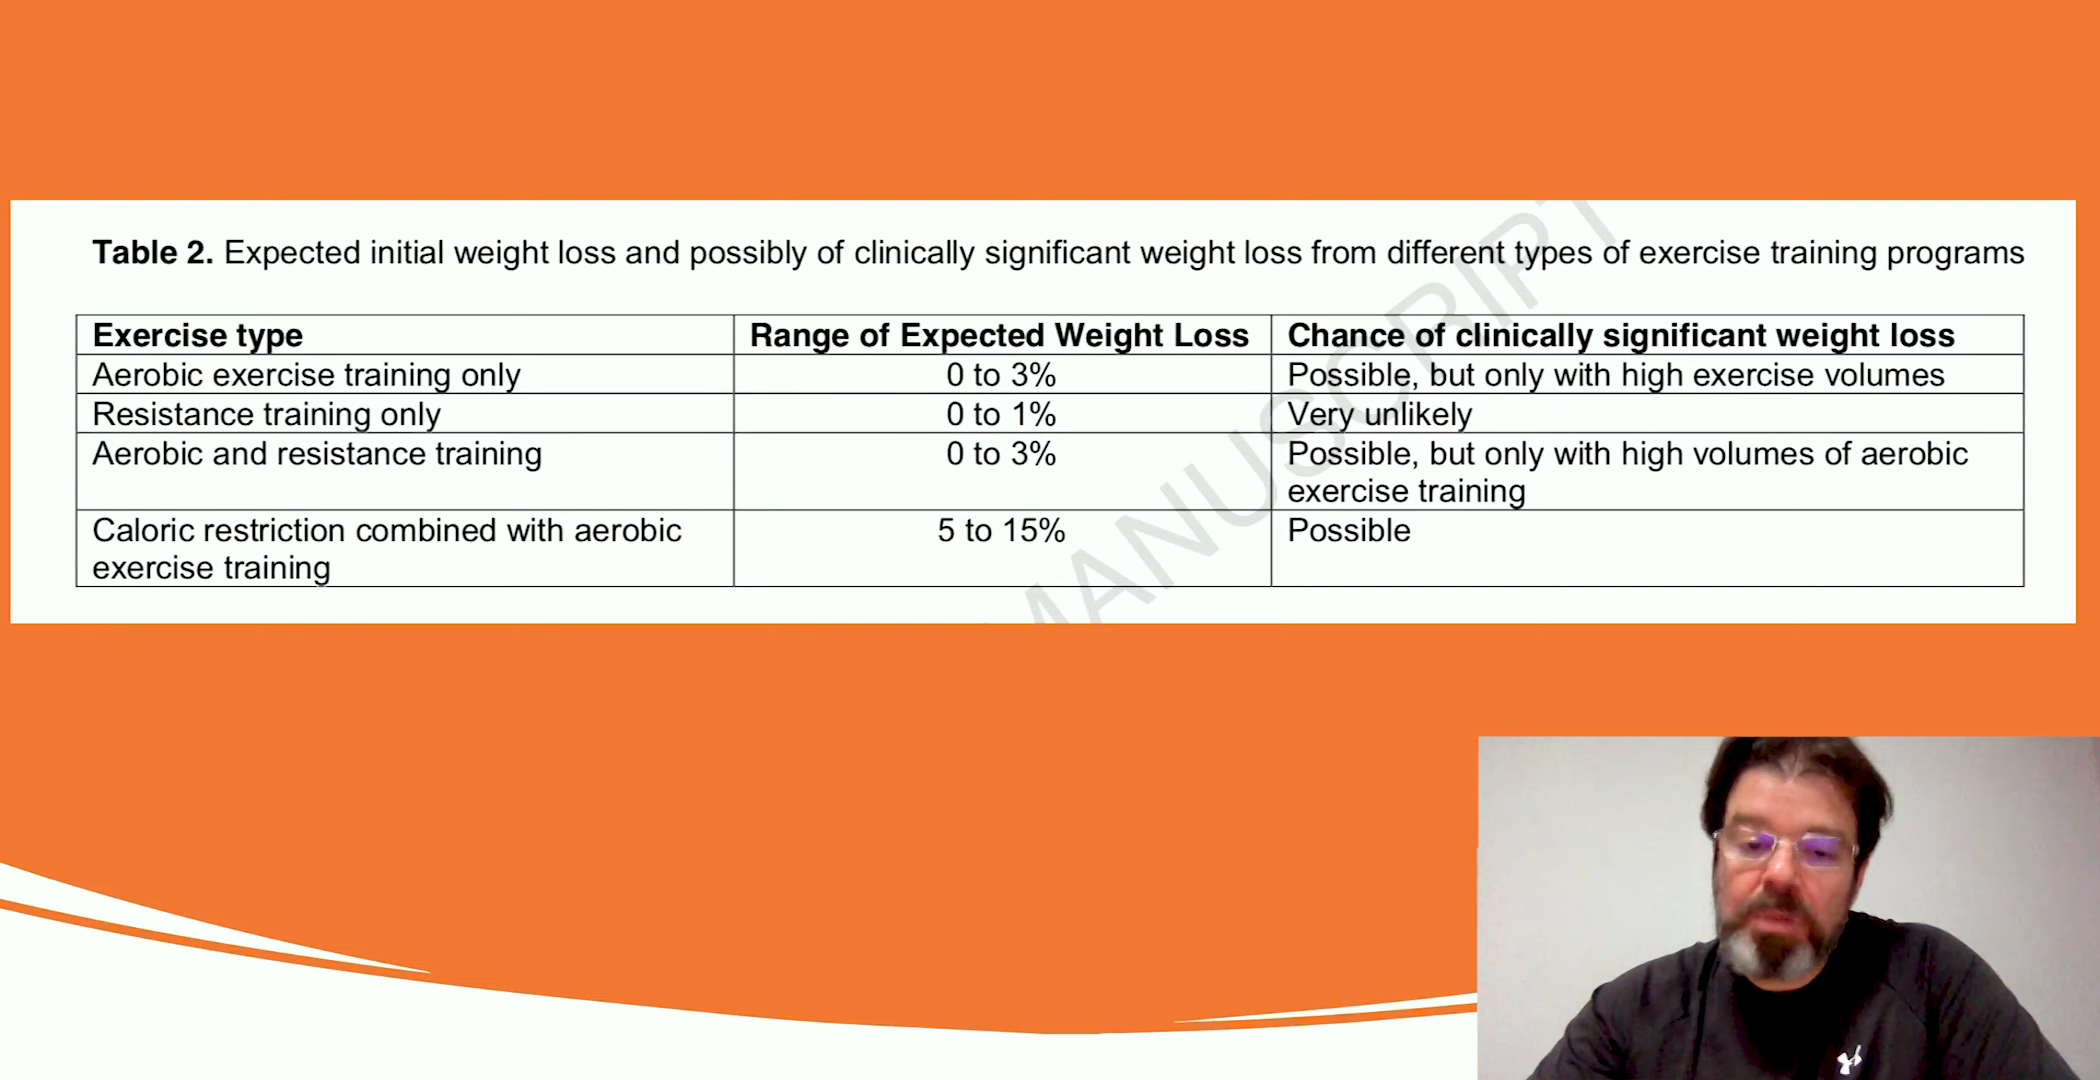 Table 2. Expected initial weight loss and possibly of clinically significant weight loss from different types of exercise training programs
Exercise type Range of Expected Weight Loss Chance of clinically significant weight loss
Aerobic exercise training only 0 to 3% Possible, but only with high exercise volumes
Resistance training only 0 to 1% Very unlikely
Aerobic and resistance training 0 to 3% Possible, but only with high volumes of aerobic
exercise training
Caloric restriction combined with aerobic 5 to 15% Possible
exercise training
MANUSCRIPT